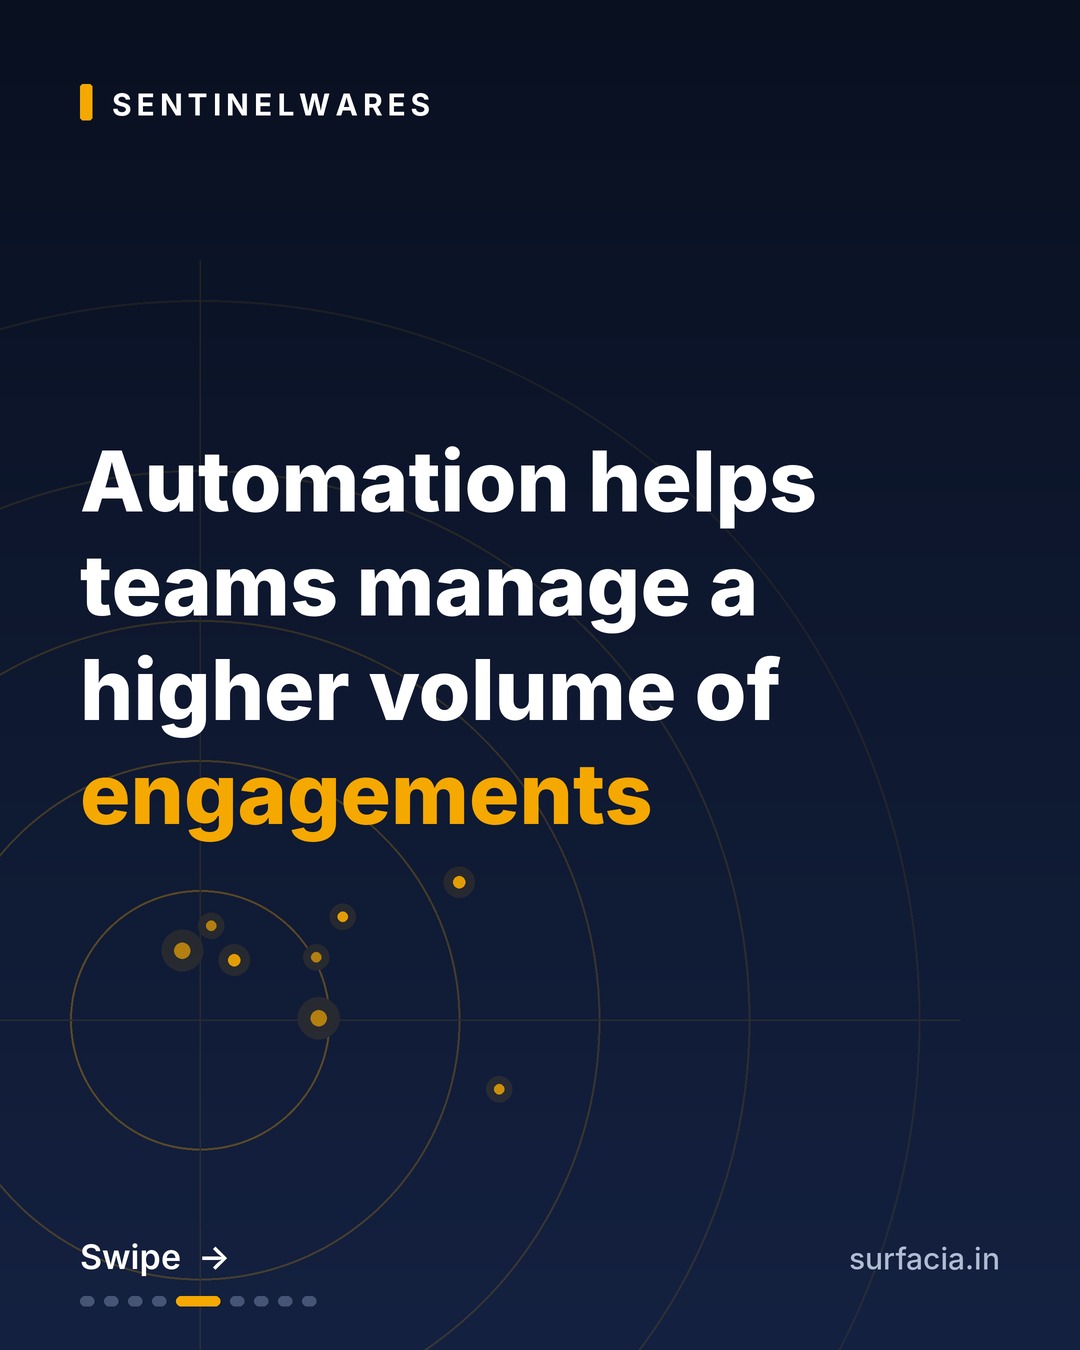 SENTINELWARES
Automation helps
teams manage a
higher volume of
engagements
Swipe →
surfacia.in